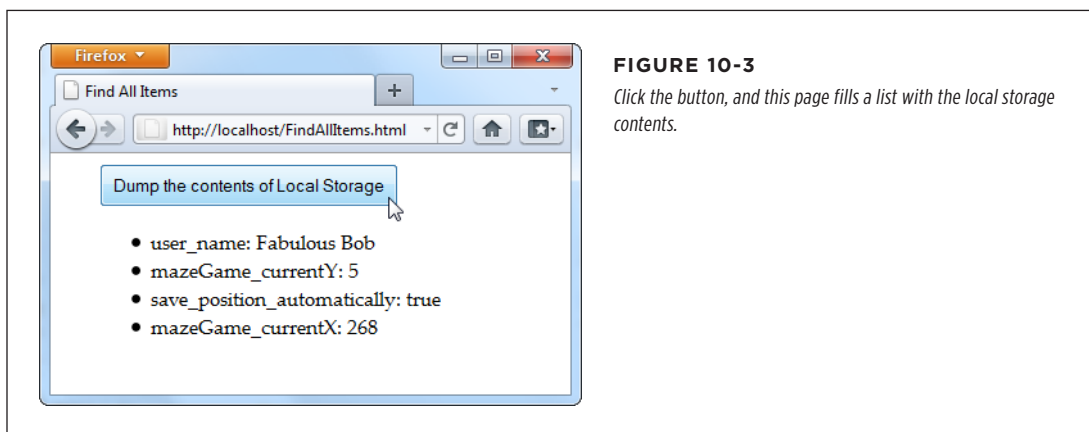 Firefox
Find All Items
http://localhost/FindAllItems.html
Dump the contents of Local Storage
• user_name: Fabulous Bob
• mazeGame_currentY: 5
• save_position_automatically: true
• mazeGame_currentX: 268
FIGURE 10-3
Click the button, and this page fills a list with the local storage
contents.